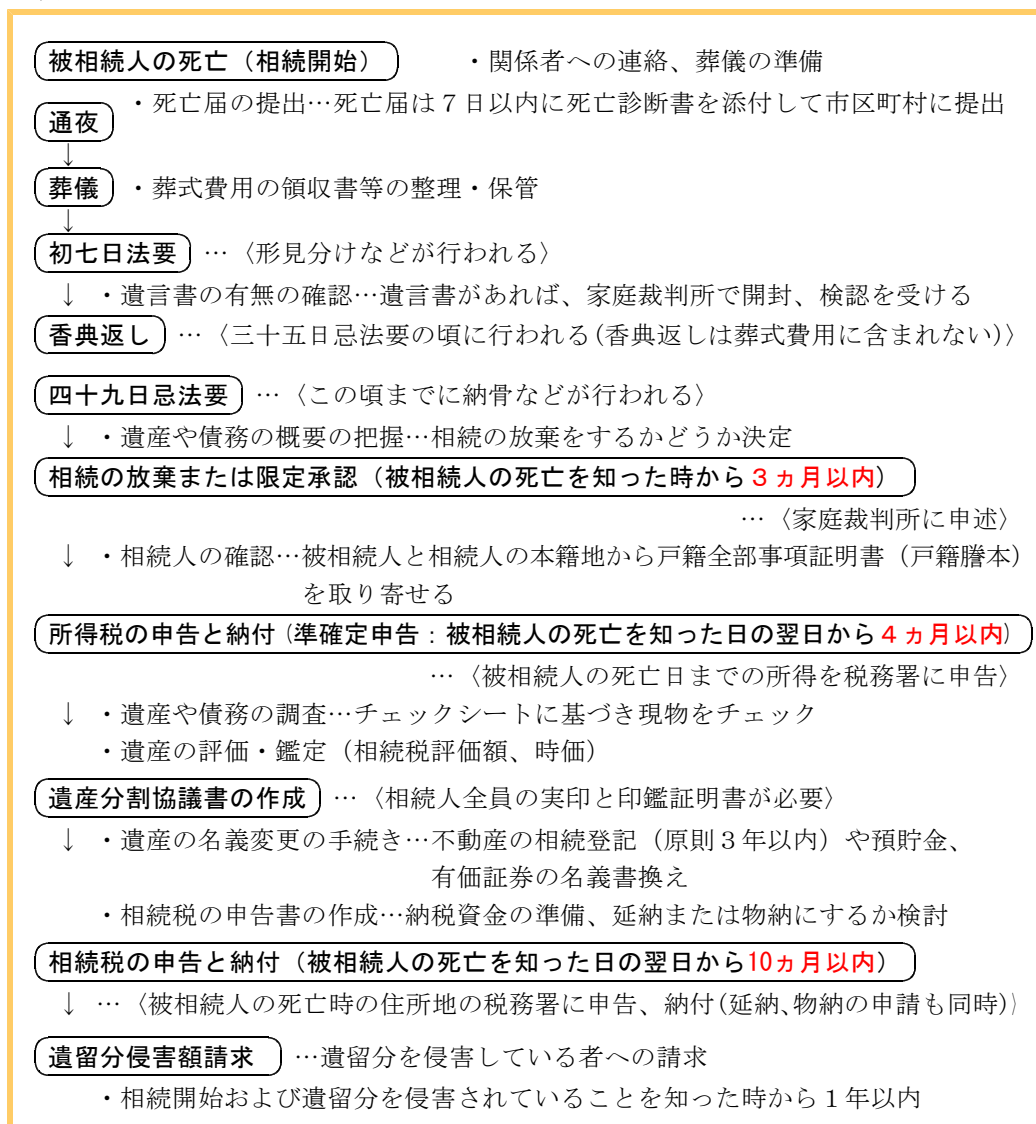 被相続人の死亡（相続開始） ・関係者への連絡、葬儀の準備
・死亡届の提出…死亡届は７日以内に死亡診断書を添付して市区町村に提出
通夜
↓
葬儀 ・葬式費用の領収書等の整理・保管
↓
初七日法要 …〈形見分けなどが行われる〉
↓ ・遺言書の有無の確認…遺言書があれば、家庭裁判所で開封、検認を受ける
香典返し …〈三十五日忌法要の頃に行われる(香典返しは葬式費用に含まれない)〉
四十九日忌法要 …〈この頃までに納骨などが行われる〉
↓ ・遺産や債務の概要の把握…相続の放棄をするかどうか決定
相続の放棄または限定承認（被相続人の死亡を知った時から３ヵ月以内）
…〈家庭裁判所に申述〉
↓ ・相続人の確認…被相続人と相続人の本籍地から戸籍全部事項証明書（戸籍謄本）
を取り寄せる
所得税の申告と納付(準確定申告：被相続人の死亡を知った日の翌日から４ヵ月以内)
…〈被相続人の死亡日までの所得を税務署に申告〉
↓ ・遺産や債務の調査…チェックシートに基づき現物をチェック
・遺産の評価・鑑定（相続税評価額、時価）
遺産分割協議書の作成 …〈相続人全員の実印と印鑑証明書が必要〉
↓ ・遺産の名義変更の手続き…不動産の相続登記（原則３年以内）や預貯金、
有価証券の名義書換え
・相続税の申告書の作成…納税資金の準備、延納または物納にするか検討
相続税の申告と納付（被相続人の死亡を知った日の翌日から10ヵ月以内）
↓ …〈被相続人の死亡時の住所地の税務署に申告、納付(延納、物納の申請も同時)〉
遺留分侵害額請求 …遺留分を侵害している者への請求
・相続開始および遺留分を侵害されていることを知った時から１年以内